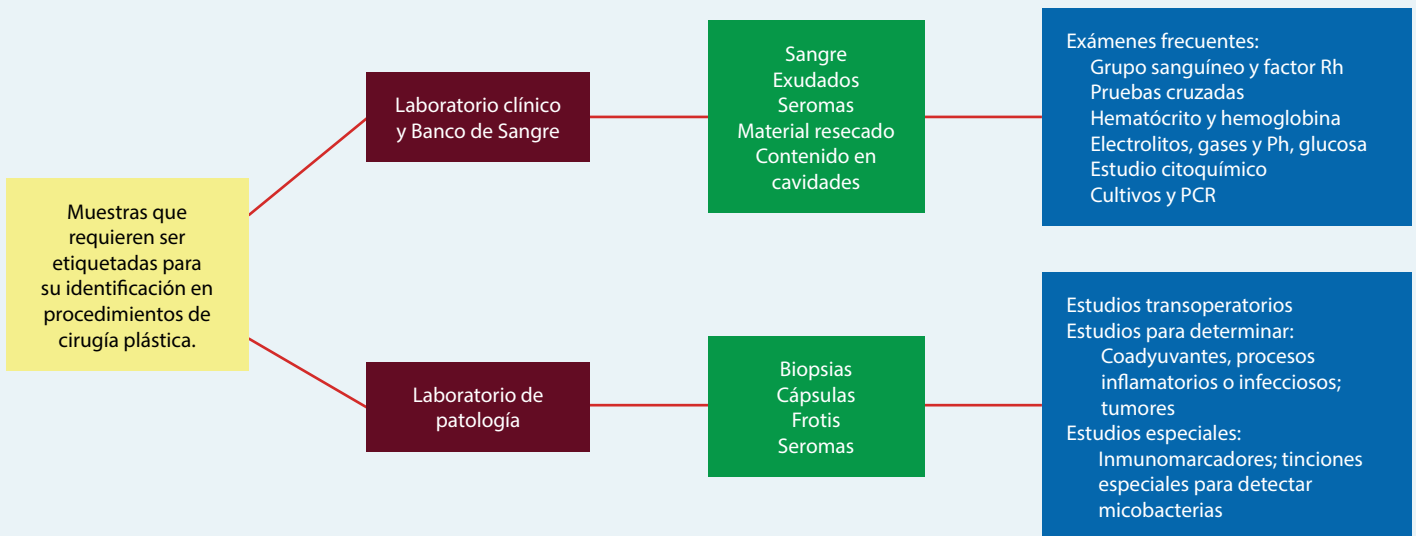 Muestras que
requieren ser
etiquetadas para
su identificación en
procedimientos de
cirugía plástica.
Laboratorio clínico
y Banco de Sangre
Sangre
Exudados
Seromas
Material resecado
Contenido en
cavidades
Exámenes frecuentes:
Grupo sanguíneo y factor Rh
Pruebas cruzadas
Hematócrito y hemoglobina
Electrolitos, gases y Ph, glucosa
Estudio citoquímico
Cultivos y PCR
Laboratorio de
patología
Biopsias
Cápsulas
Frotis
Seromas
Estudios transoperatorios
Estudios para determinar:
Coadyuvantes, procesos
inflamatorios o infecciosos;
tumores
Estudios especiales:
Inmunomarcadores; tinciones
especiales para detectar
micobacterias